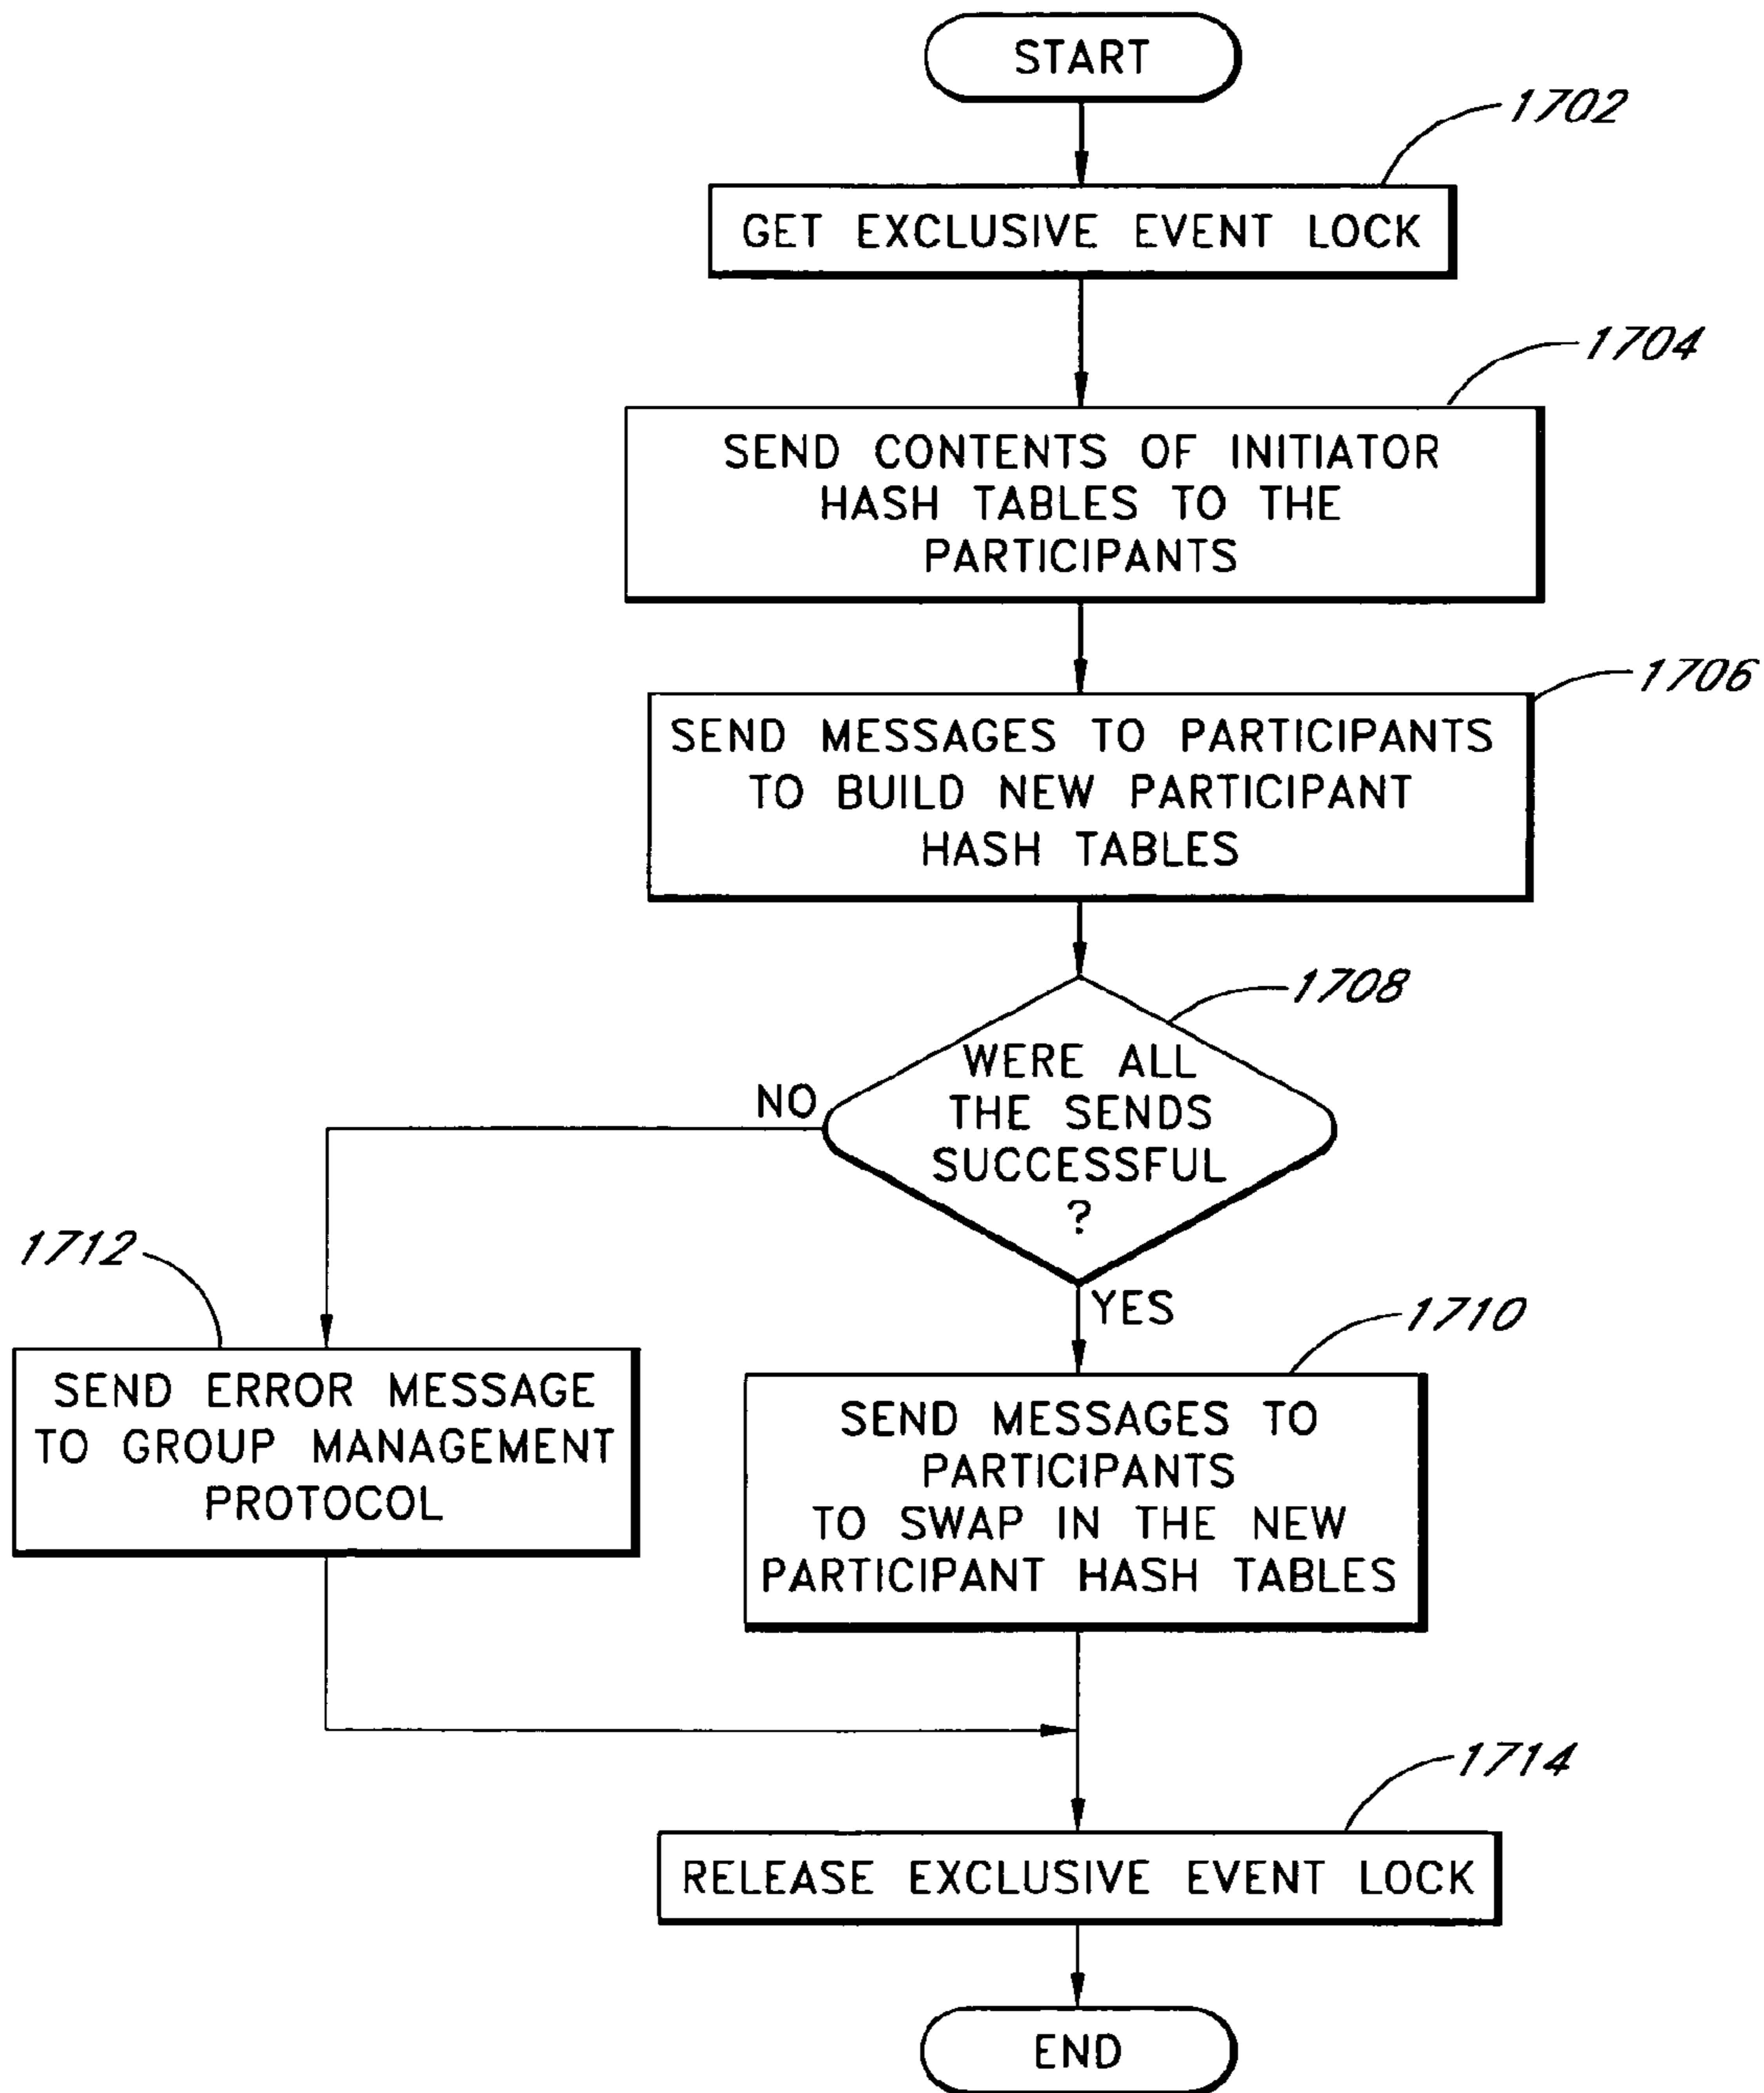 START
1702
GET EXCLUSIVE EVENT LOCK
1704
SEND CONTENTS OF INITIATOR
HASH TABLES TO THE
PARTICIPANTS
1706
SEND MESSAGES TO PARTICIPANTS
TO BUILD NEW PARTICIPANT
HASH TABLES
1708
WERE ALL
THE SENDS
SUCCESSFUL
?
NO
YES
1712
SEND ERROR MESSAGE
TO GROUP MANAGEMENT
PROTOCOL
1710
SEND MESSAGES TO
PARTICIPANTS
TO SWAP IN THE NEW
PARTICIPANT HASH TABLES
1714
RELEASE EXCLUSIVE EVENT LOCK
END